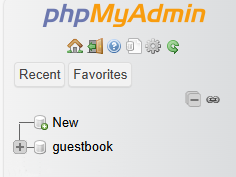 phpMyAdmin
Recent Favorites
New
guestbook